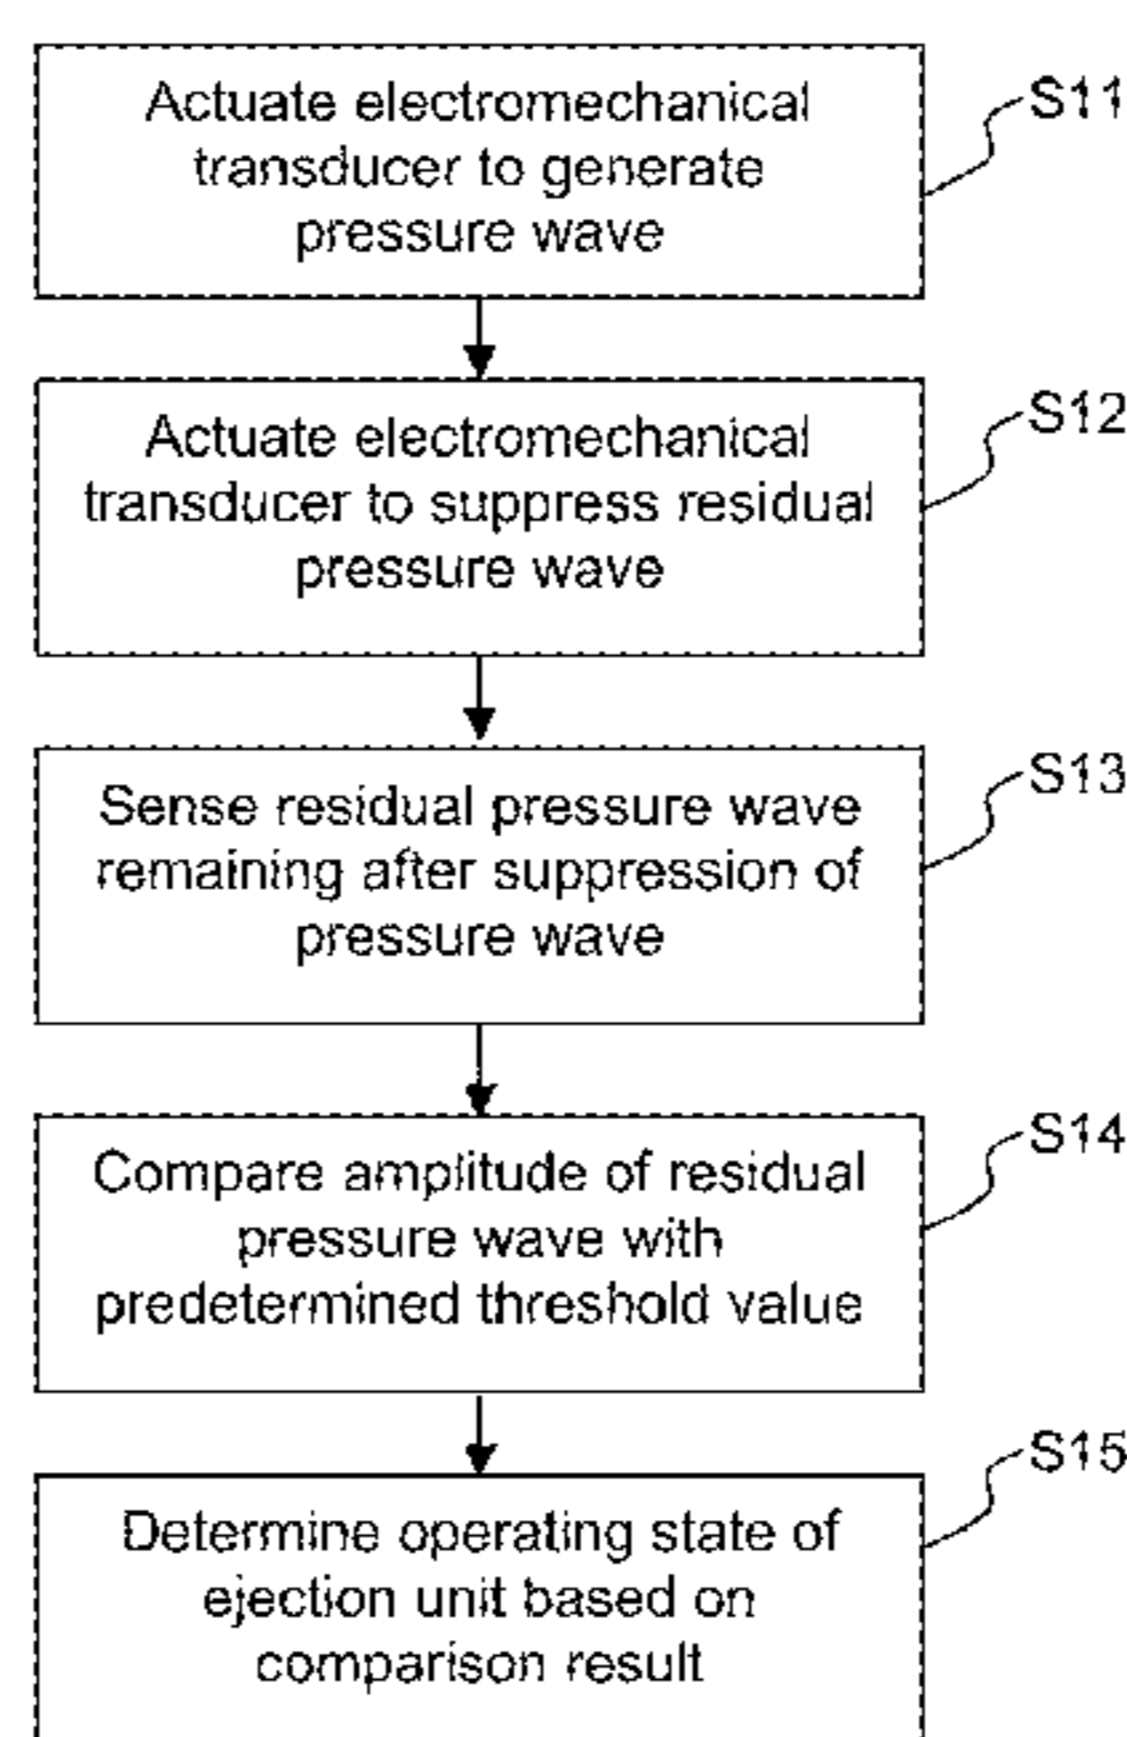 Actuate electromechanical
transducer to generate
pressure wave
S11
Actuate electromechanical
transducer to suppress residual
pressure wave
S12
Sense residual pressure wave
remaining after suppression of
pressure wave
S13
Compare amplitude of residual
pressure wave with
predetermined threshold value
S14
Determine operating state of
ejection unit based on
comparison result
S15